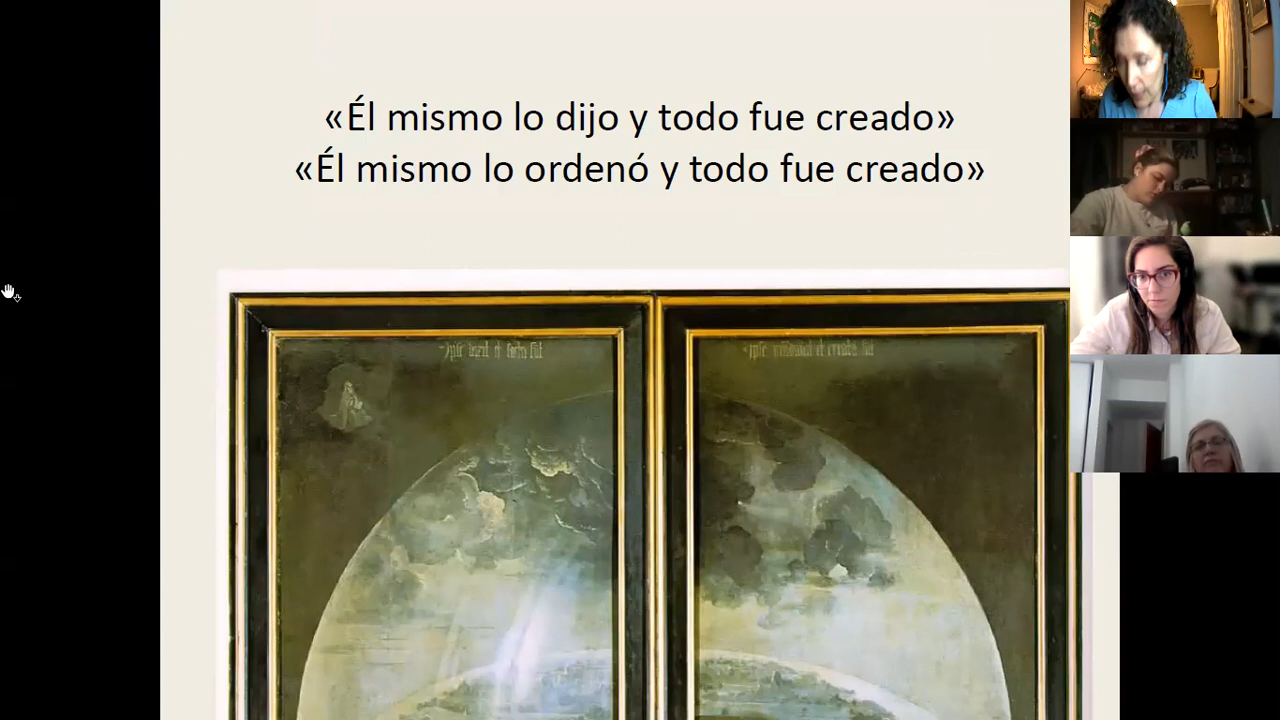 «Él mismo lo dijo y todo fue creado»
«Él mismo lo ordenó y todo fue creado»